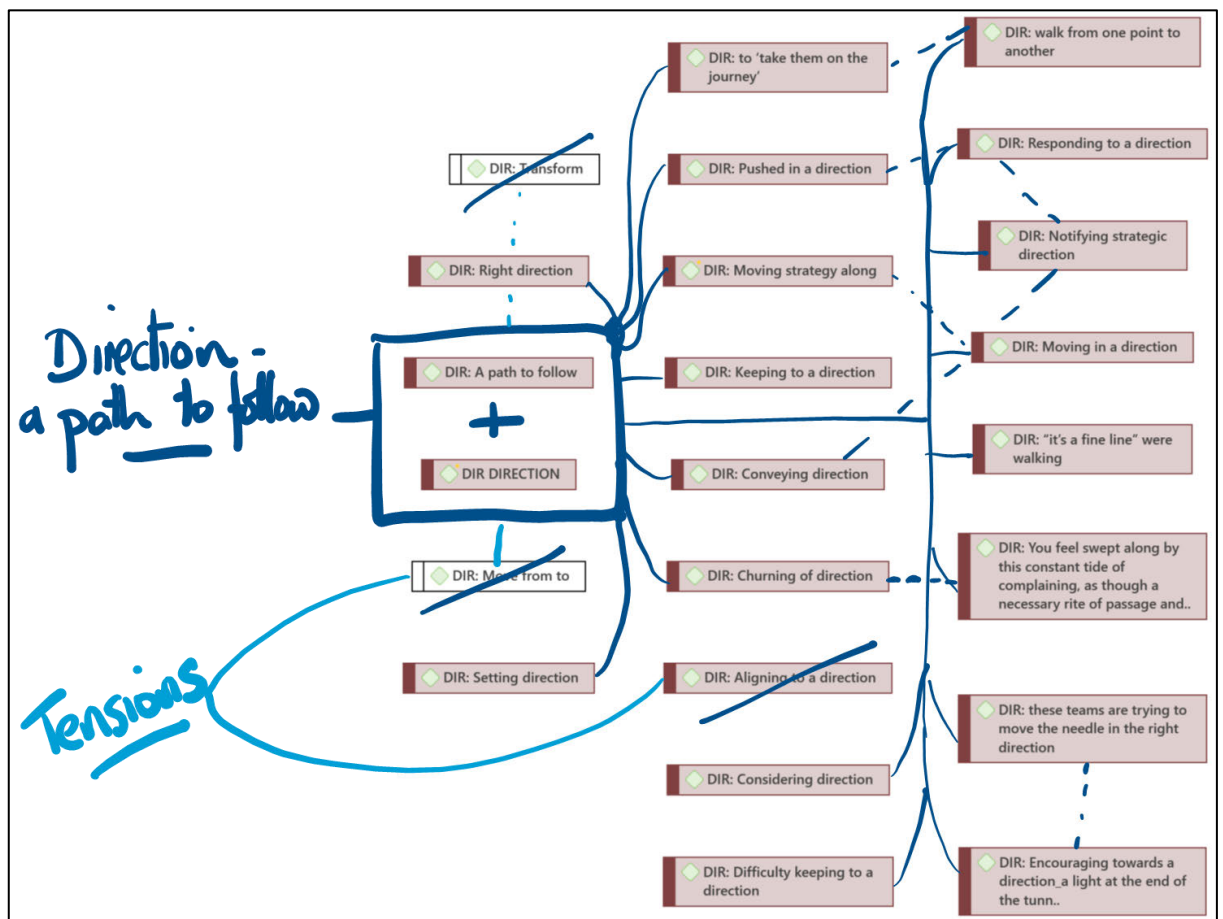 DIR: to ‘take them on the
journey’
DIR: walk from one point to
another
DIR: Transform
DIR: Pushed in a direction
DIR: Responding to a direction
DIR: Right direction
DIR: Moving strategy along
DIR: Notifying strategic
direction
Direction -
a path to follow
DIR: A path to follow
+
DIR DIRECTION
DIR: Keeping to a direction
DIR: Moving in a direction
DIR: Conveying direction
DIR: “it’s a fine line” were
walking
DIR: Move from to
DIR: Churning of direction
DIR: You feel swept along by
this constant tide of
complaining, as though a
necessary rite of passage and..
Tensions
DIR: Setting direction
DIR: Aligning to a direction
DIR: these teams are trying to
move the needle in the right
direction
DIR: Considering direction
DIR: Difficulty keeping to a
direction
DIR: Encouraging towards a
direction_a light at the end of
the tunn..